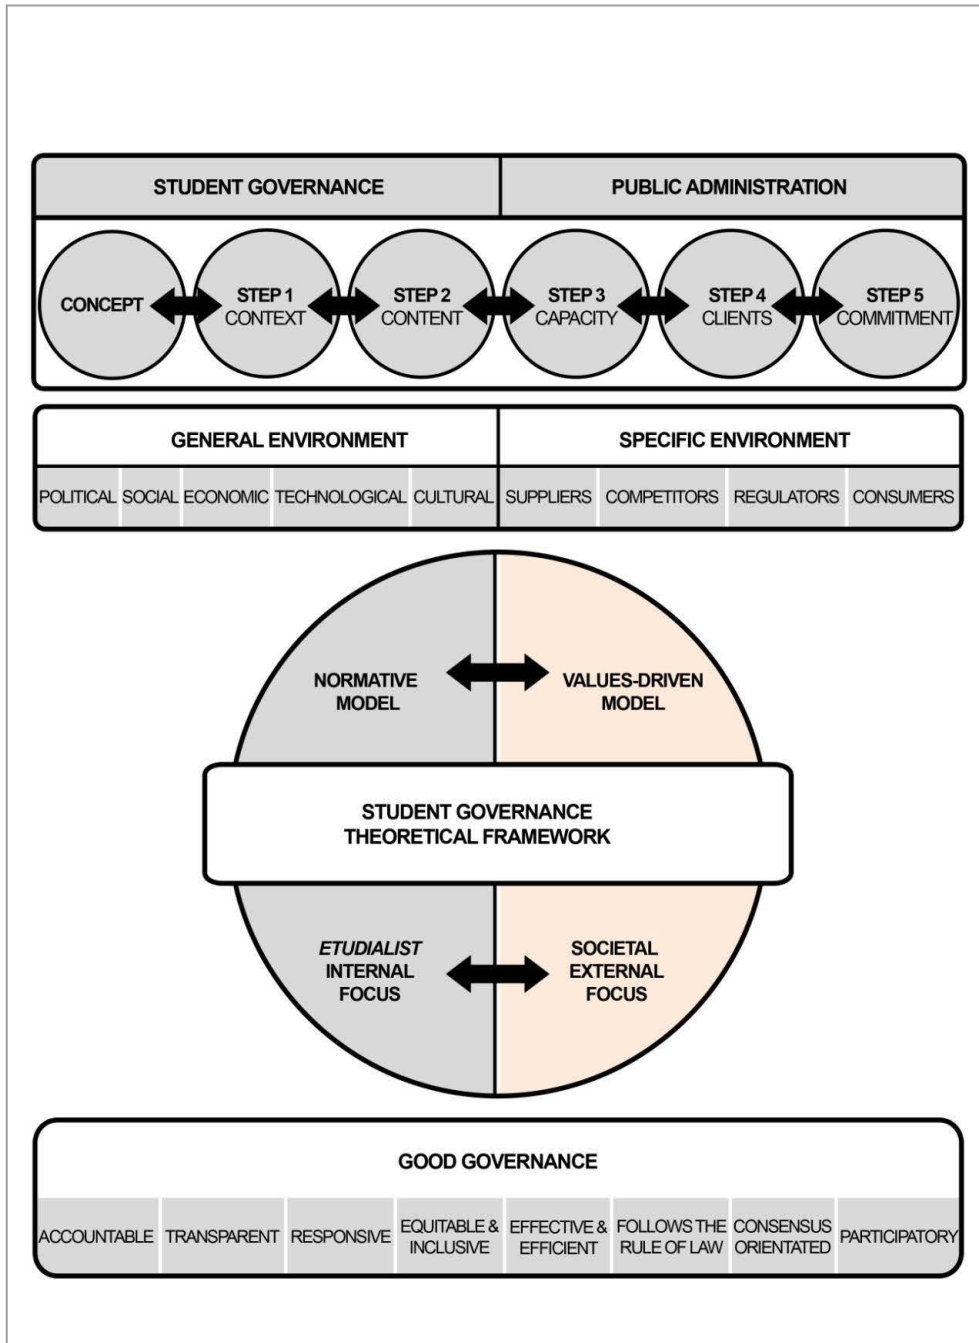 STUDENT GOVERNANCE
PUBLIC ADMINISTRATION
CONCEPT
STEP 1
CONTEXT
STEP 2
CONTENT
STEP 3
CAPACITY
STEP 4
CLIENTS
STEP 5
COMMITMENT
GENERAL ENVIRONMENT
SPECIFIC ENVIRONMENT
POLITICAL
SOCIAL
ECONOMIC
TECHNOLOGICAL
CULTURAL
SUPPLIERS
COMPETITORS
REGULATORS
CONSUMERS
NORMATIVE
MODEL
VALUES-DRIVEN
MODEL
STUDENT GOVERNANCE
THEORETICAL FRAMEWORK
ETUDIALIST
INTERNAL
FOCUS
SOCIETAL
EXTERNAL
FOCUS
GOOD GOVERNANCE
ACCOUNTABLE
TRANSPARENT
RESPONSIVE
EQUITABLE &
INCLUSIVE
EFFECTIVE &
EFFICIENT
FOLLOWS THE
RULE OF LAW
CONSENSUS
ORIENTATED
PARTICIPATORY